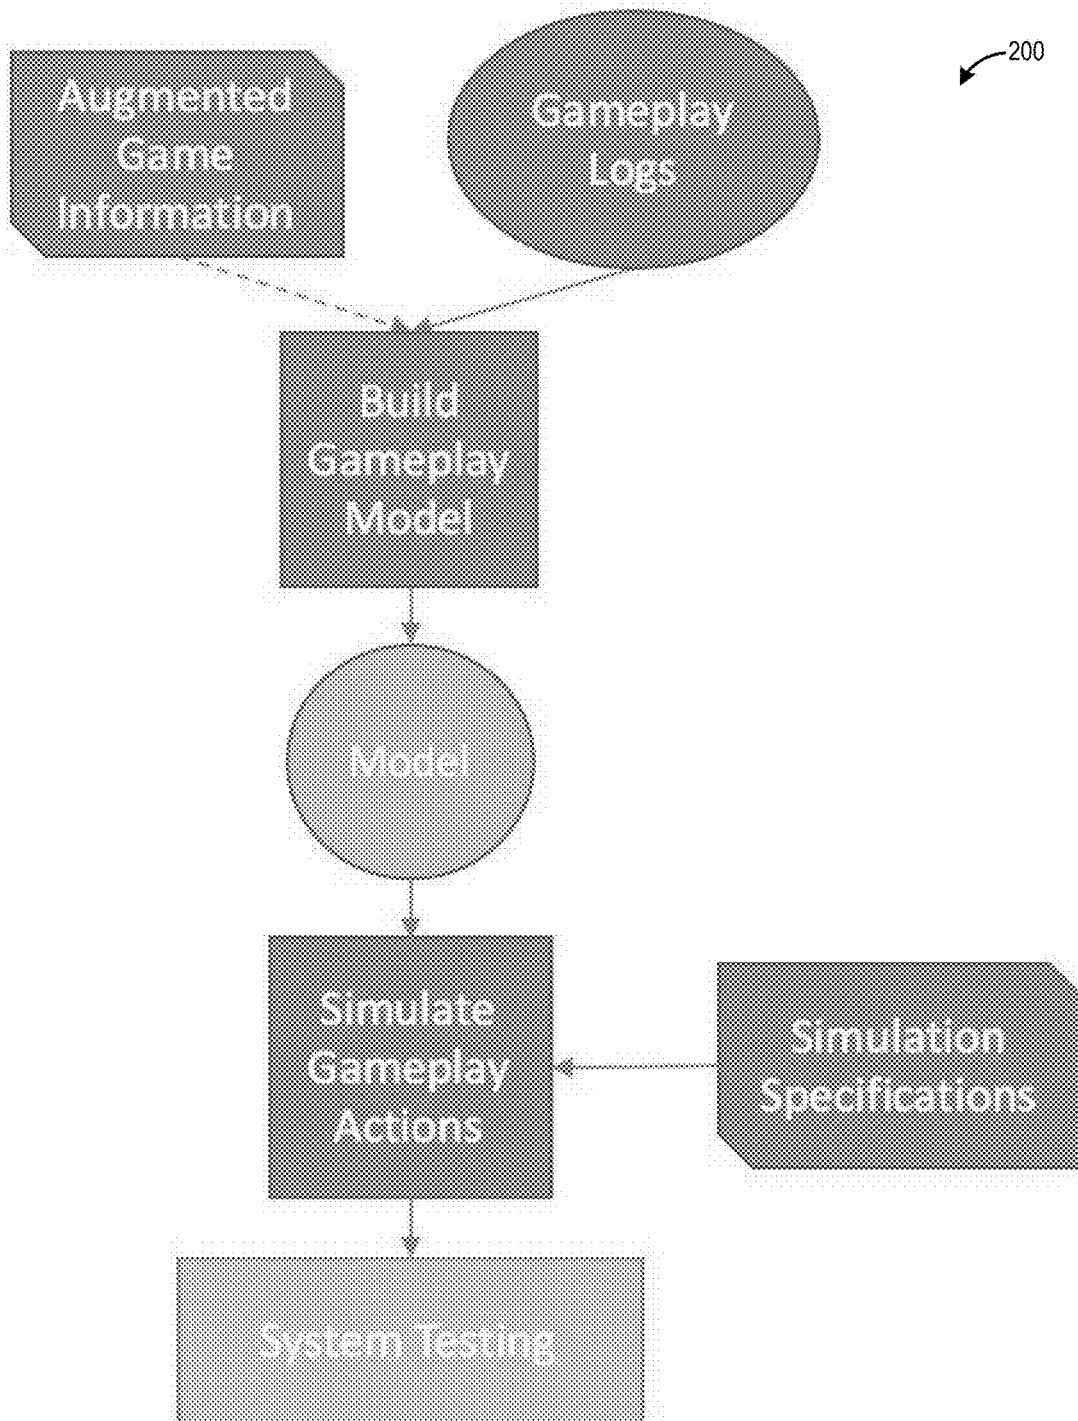 200
Augmented
Game
Information
Gameplay
Logs
Build
Gameplay
Model
Model
Simulate
Gameplay
Actions
Simulation
Specifications
System Testing